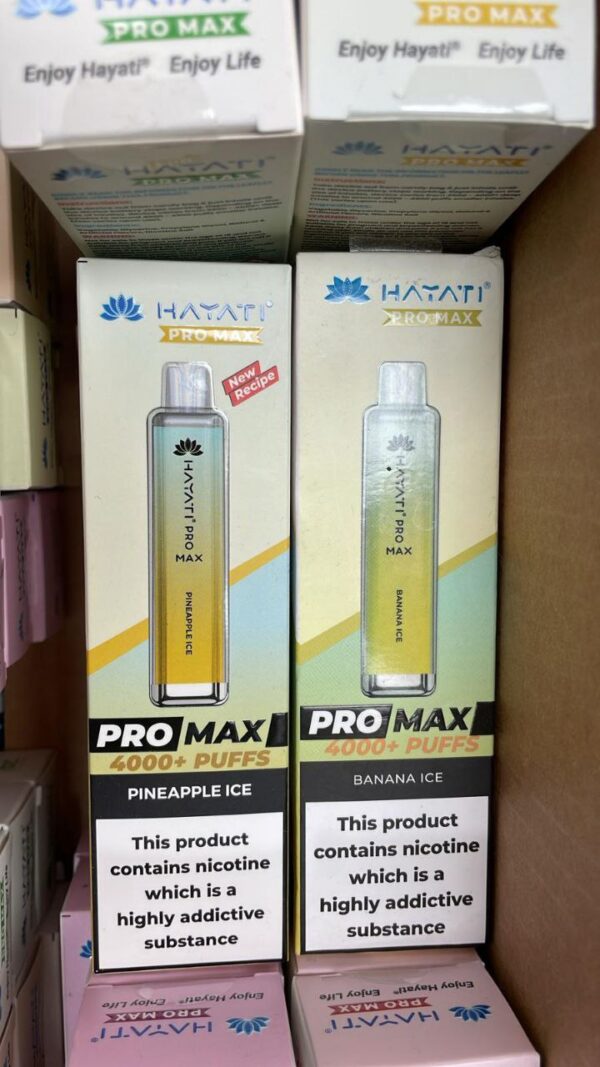 PRO MAX
Enjoy Hayati® Enjoy Life
PRO MAX
Enjoy Hayati® Enjoy Life
HAYATI®
PRO MAX
HAYATI®
PRO MAX
HAYATI®
PRO MAX
New
Recipe
HAYATI® PRO
MAX
PINEAPPLE ICE
PRO MAX
4000+ PUFFS
PINEAPPLE ICE
This product
contains nicotine
which is a
highly addictive
substance
HAYATI®
PRO MAX
HAYATI® PRO
MAX
BANANA ICE
PRO MAX
4000+ PUFFS
BANANA ICE
This product
contains nicotine
which is a
highly addictive
substance
Enjoy Hayati® Enjoy Life
PRO MAX
HAYATI®
Enjoy Hayati® Enjoy Life
PRO MAX
HAYATI®